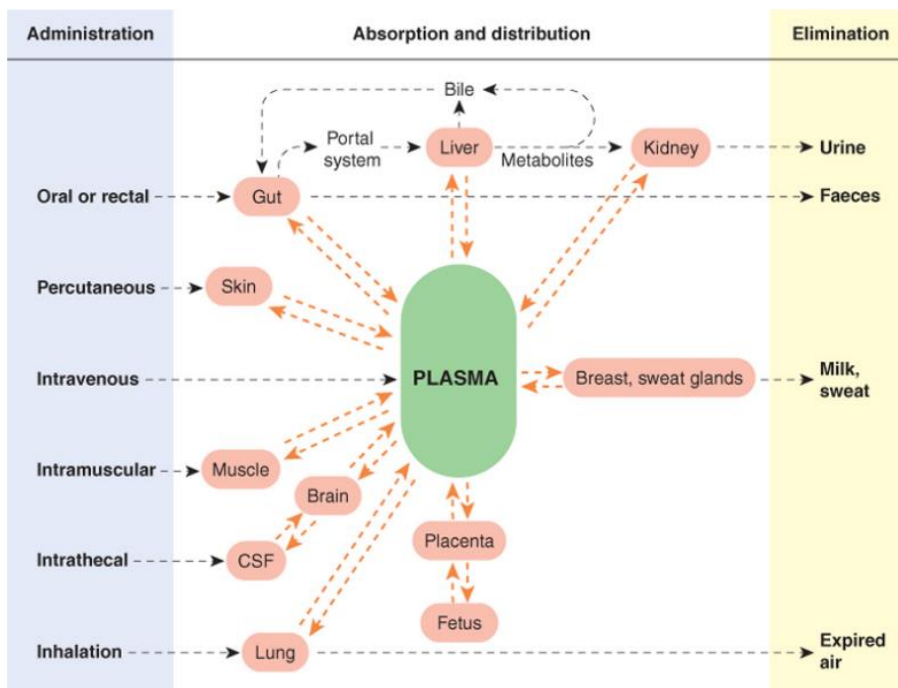 Administration
Absorption and distribution
Elimination
Bile
Portal
system
Liver
Metabolites
Kidney
Urine
Oral or rectal
Gut
Faeces
Percutaneous
Skin
Intravenous
PLASMA
Breast, sweat glands
Milk,
sweat
Intramuscular
Muscle
Brain
Placenta
Intrathecal
CSF
Fetus
Inhalation
Lung
Expired
air